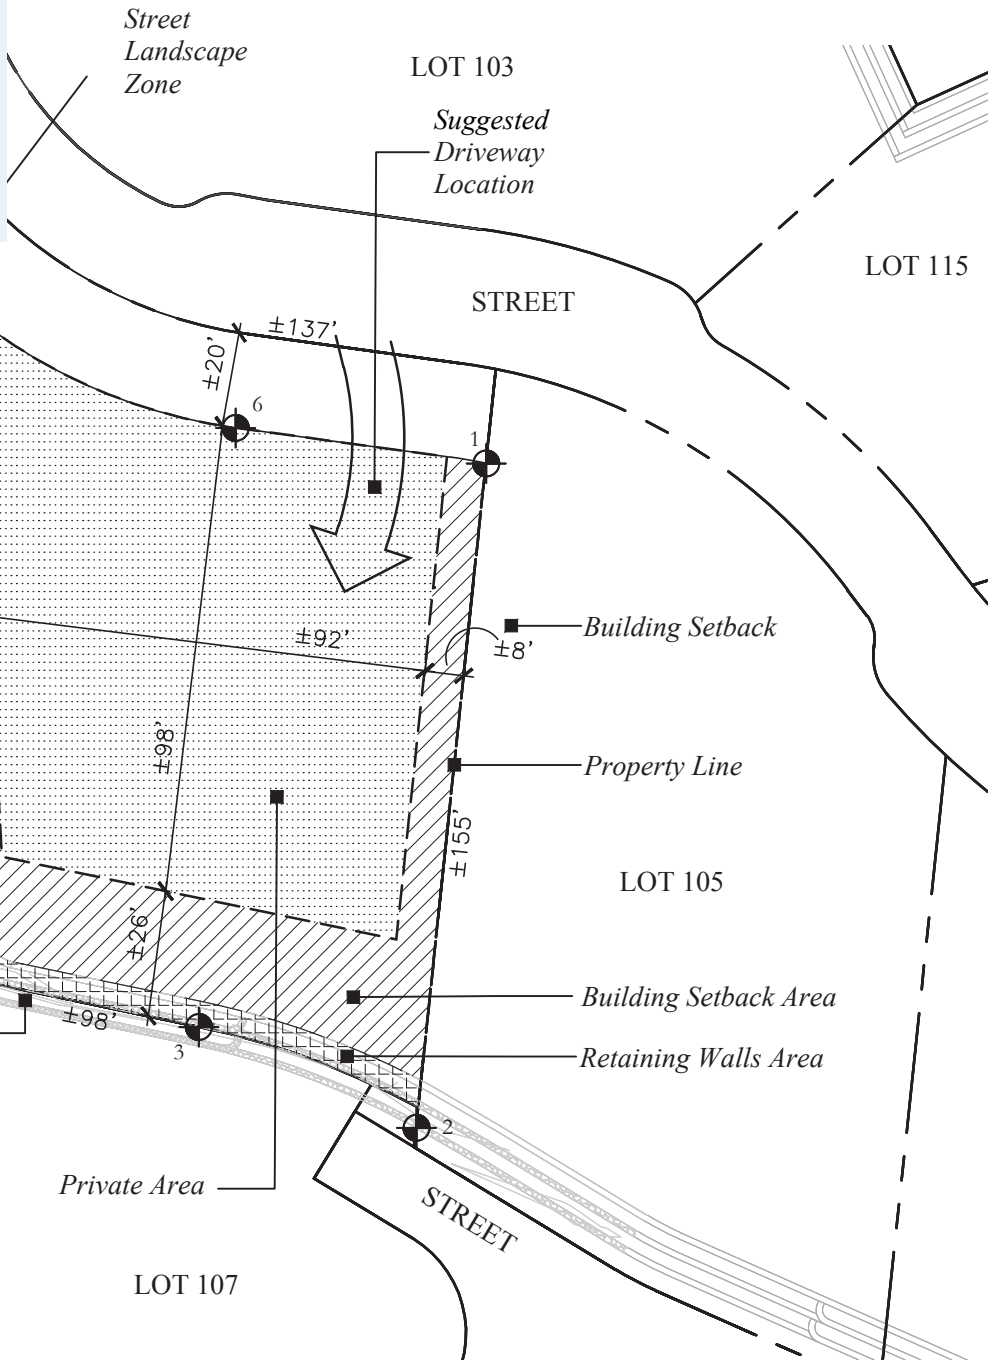 Street
Landscape
Zone
LOT 103
Suggested
Driveway
Location
LOT 115
STREET
±137'
±20'
6
1
Building Setback
±92'
±8'
±98'
Property Line
±155'
LOT 105
±26'
Building Setback Area
±98'
3
Retaining Walls Area
2
Private Area
STREET
LOT 107